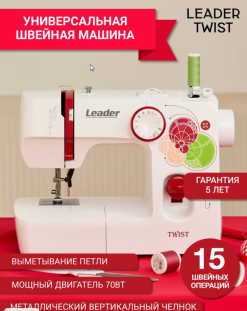 УНИВЕРСАЛЬНАЯ
ШВЕЙНАЯ МАШИНА
LEADER
TWIST
Leader
ГАРАНТИЯ
5 ЛЕТ
TWIST
ВЫМЕТЫВАНИЕ ПЕТЛИ
15
ШВЕЙНЫХ
ОПЕРАЦИЙ
МОЩНЫЙ ДВИГАТЕЛЬ 70ВТ
МЕТАЛЛИЧЕСКИЙ ВЕРТИКАЛЬНЫЙ ЧЕЛНОК